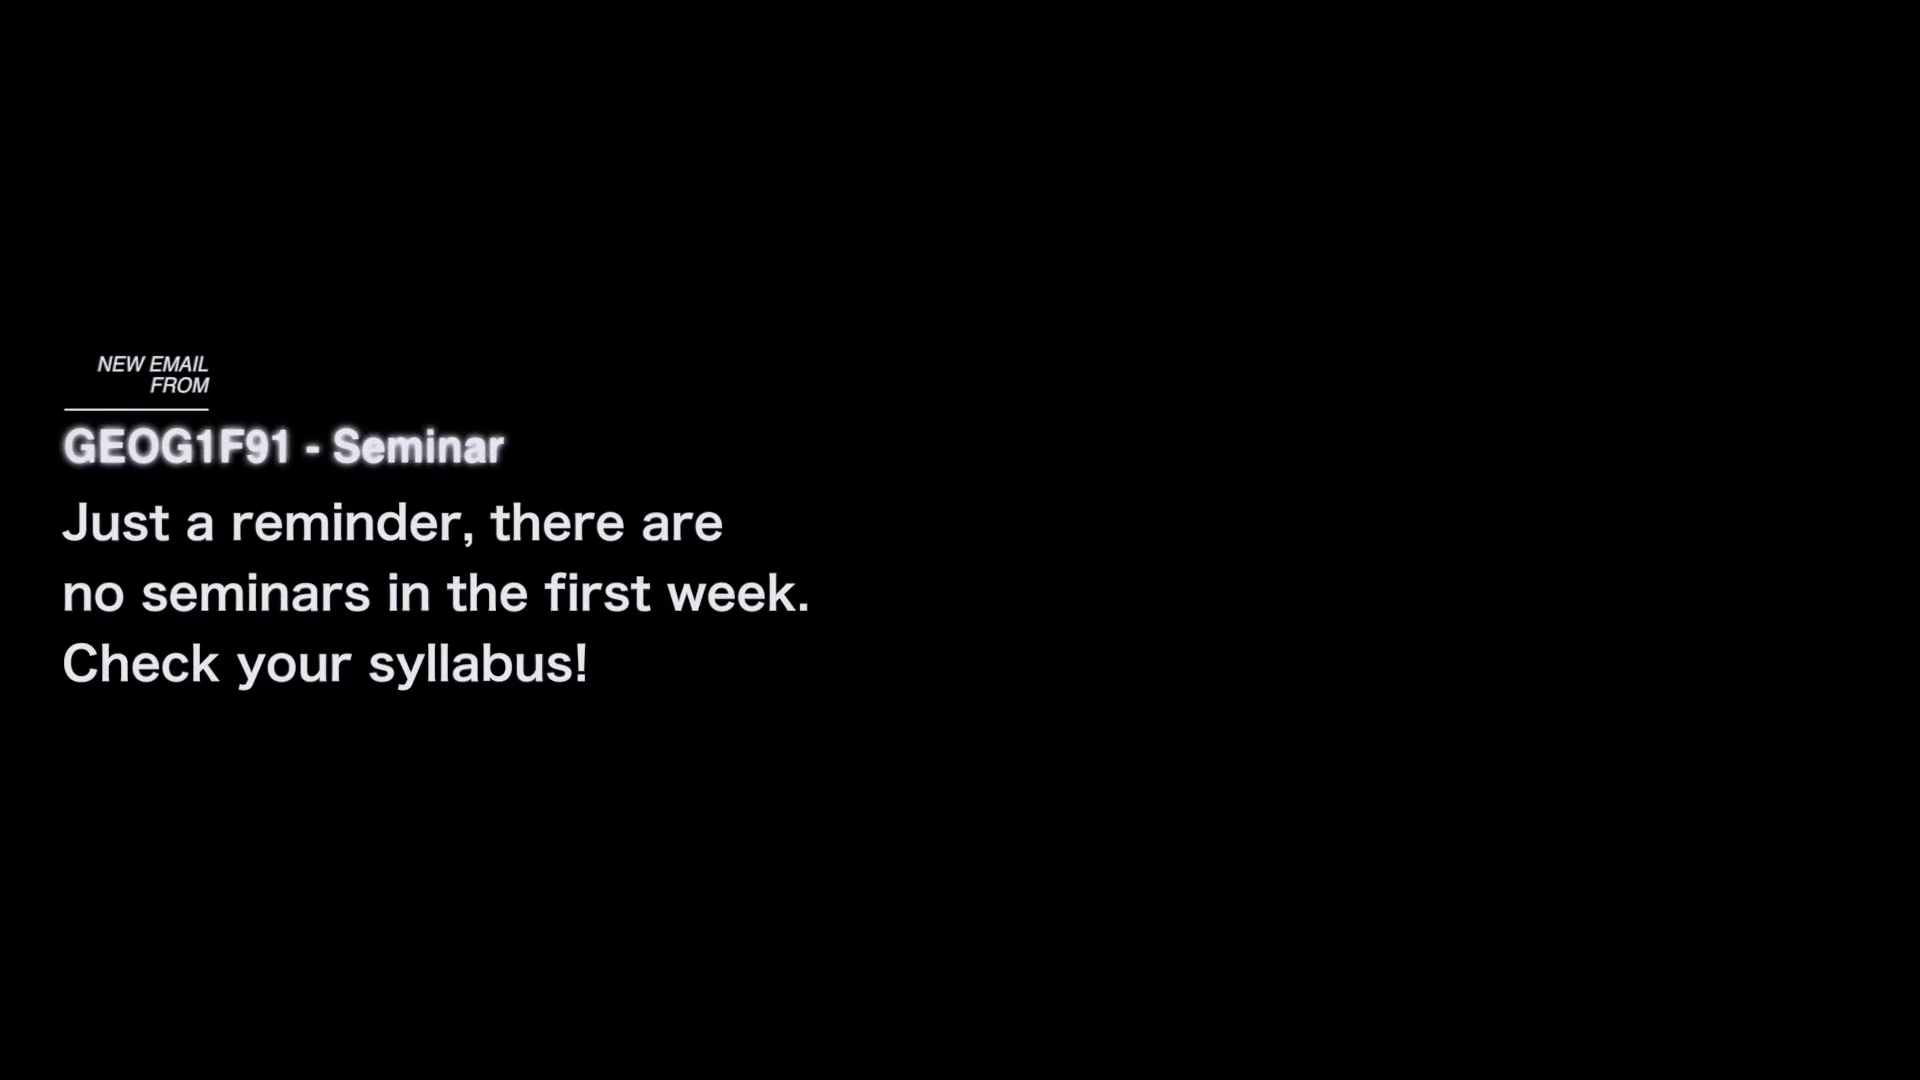 NEW EMAIL
FROM
GEOG1F91 - Seminar
Just a reminder, there are
no seminars in the first week.
Check your syllabus!